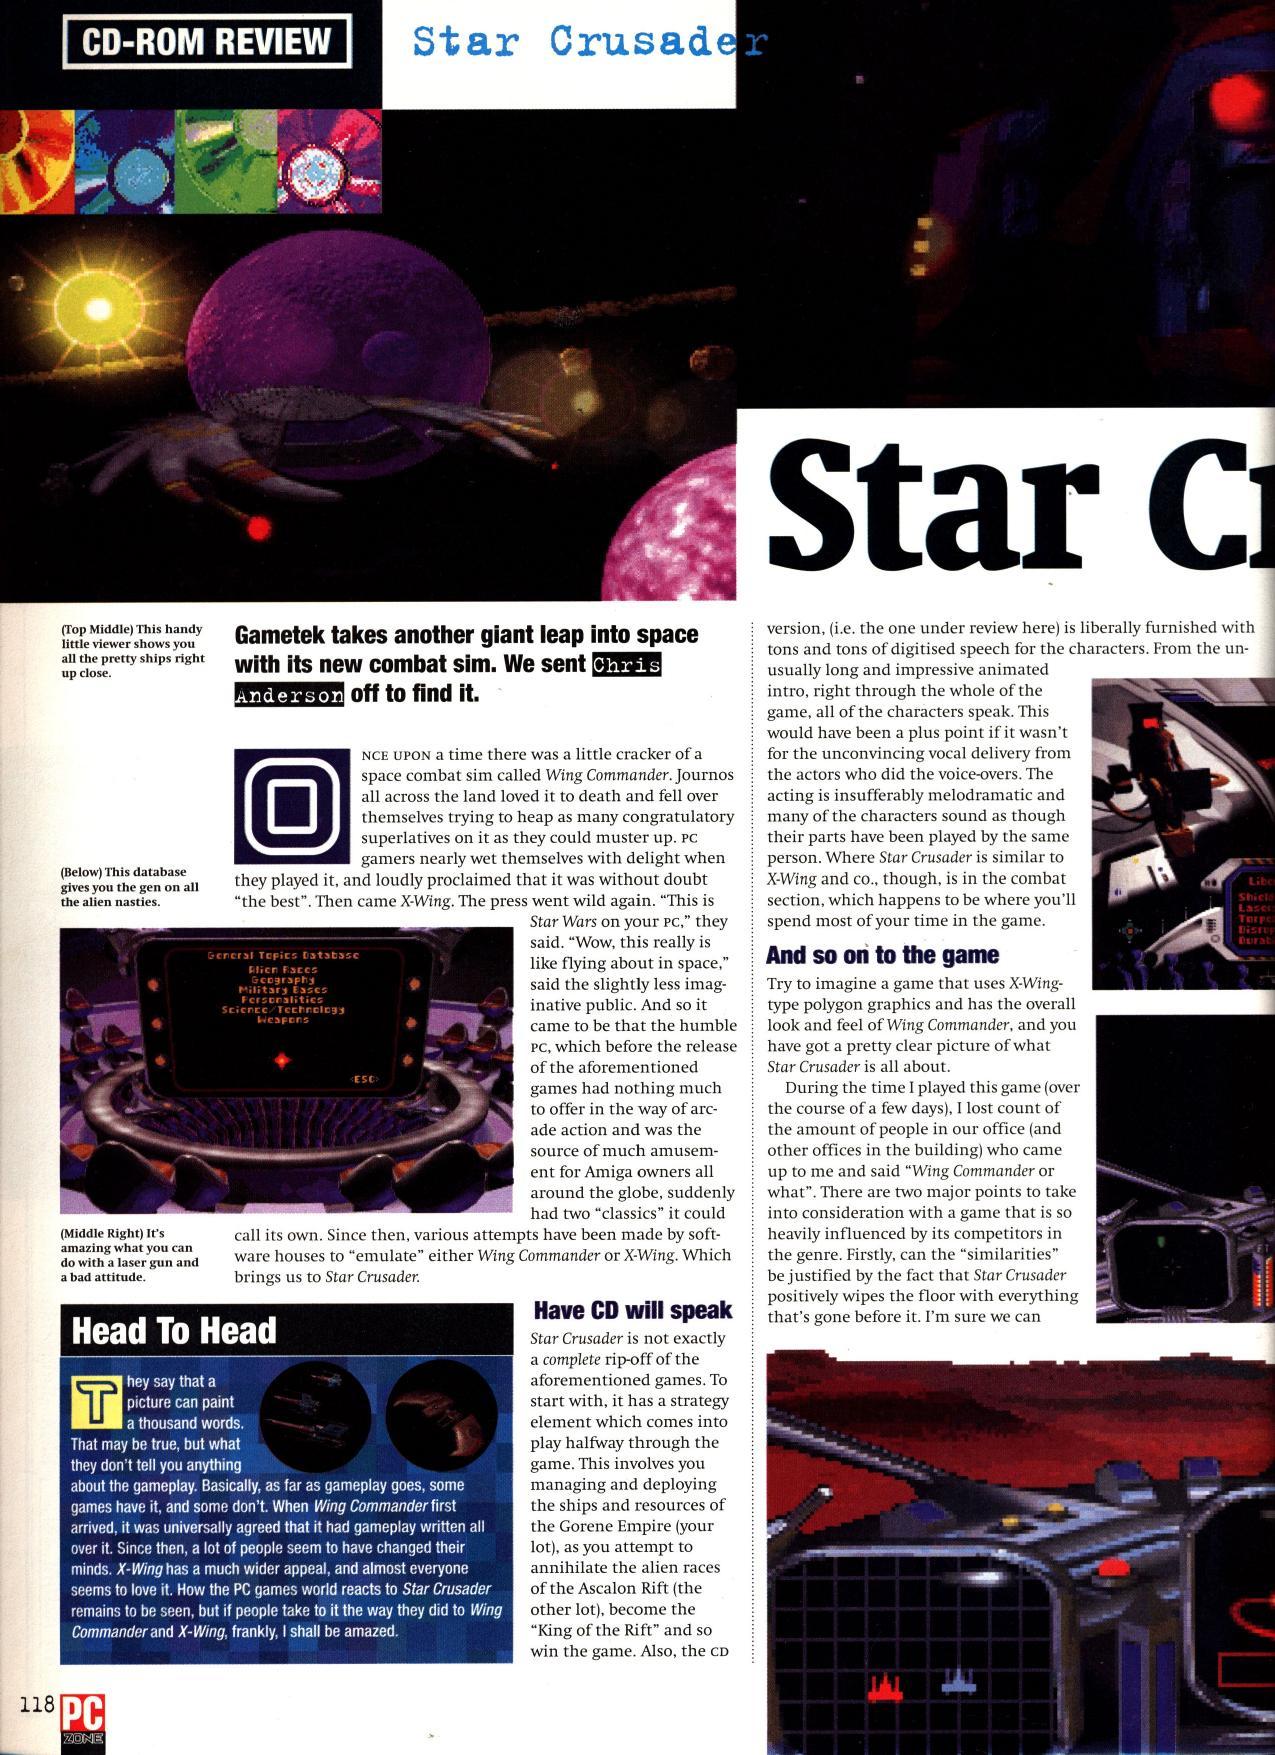 CD-ROM REVIEW
Star Crusader
Star Cr
(Top Middle) This handy
little viewer shows you
all the pretty ships right
up close.
Gametek takes another giant leap into space
with its new combat sim. We sent Chris
Anderson off to find it.
ONCE UPON a time there was a little cracker of a
space combat sim called Wing Commander. Journos
all across the land loved it to death and fell over
themselves trying to heap as many congratulatory
superlatives on it as they could muster up. PC
gamers nearly wet themselves with delight when
they played it, and loudly proclaimed that it was without doubt
“the best”. Then came X-Wing. The press went wild again. “This is
Star Wars on your PC,” they
said. “Wow, this really is
like flying about in space,”
said the slightly less imag-
inative public. And so it
came to be that the humble
PC, which before the release
of the aforementioned
games had nothing much
to offer in the way of arc-
ade action and was the
source of much amusem-
ent for Amiga owners all
around the globe, suddenly
had two “classics” it could
call its own. Since then, various attempts have been made by soft-
ware houses to “emulate” either Wing Commander or X-Wing. Which
brings us to Star Crusader.
(Below) This database
gives you the gen on all
the alien nasties.
General Topics Database
Alien Races
Geography
Military Bases
Personalities
Science/Technology
Weapons
<ESC>
(Middle Right) It's
amazing what you can
do with a laser gun and
a bad attitude.
Head To Head
They say that a
picture can paint
a thousand words.
That may be true, but what
they don't tell you anything
about the gameplay. Basically, as far as gameplay goes, some
games have it, and some don't. When Wing Commander first
arrived, it was universally agreed that it had gameplay written all
over it. Since then, a lot of people seem to have changed their
minds. X-Wing has a much wider appeal, and almost everyone
seems to love it. How the PC games world reacts to Star Crusader
remains to be seen, but if people take to it the way they did to Wing
Commander and X-Wing, frankly, I shall be amazed.
Have CD will speak
Star Crusader is not exactly
a complete rip-off of the
aforementioned games. To
start with, it has a strategy
element which comes into
play halfway through the
game. This involves you
managing and deploying
the ships and resources of
the Gorene Empire (your
lot), as you attempt to
annihilate the alien races
of the Ascalon Rift (the
other lot), become the
“King of the Rift” and so
win the game. Also, the CD
version, (i.e. the one under review here) is liberally furnished with
tons and tons of digitised speech for the characters. From the un-
usually long and impressive animated
intro, right through the whole of the
game, all of the characters speak. This
would have been a plus point if it wasn't
for the unconvincing vocal delivery from
the actors who did the voice-overs. The
acting is insufferably melodramatic and
many of the characters sound as though
their parts have been played by the same
person. Where Star Crusader is similar to
X-Wing and co., though, is in the combat
section, which happens to be where you'll
spend most of your time in the game.
And so on to the game
Try to imagine a game that uses X-Wing-
type polygon graphics and has the overall
look and feel of Wing Commander, and you
have got a pretty clear picture of what
Star Crusader is all about.
During the time I played this game (over
the course of a few days), I lost count of
the amount of people in our office (and
other offices in the building) who came
up to me and said “Wing Commander or
what”. There are two major points to take
into consideration with a game that is so
heavily influenced by its competitors in
the genre. Firstly, can the “similarities”
be justified by the fact that Star Crusader
positively wipes the floor with everything
that's gone before it. I'm sure we can
Libe
Shield
Laser
Torpe
Disrup
Durab
118
PC
ZONE